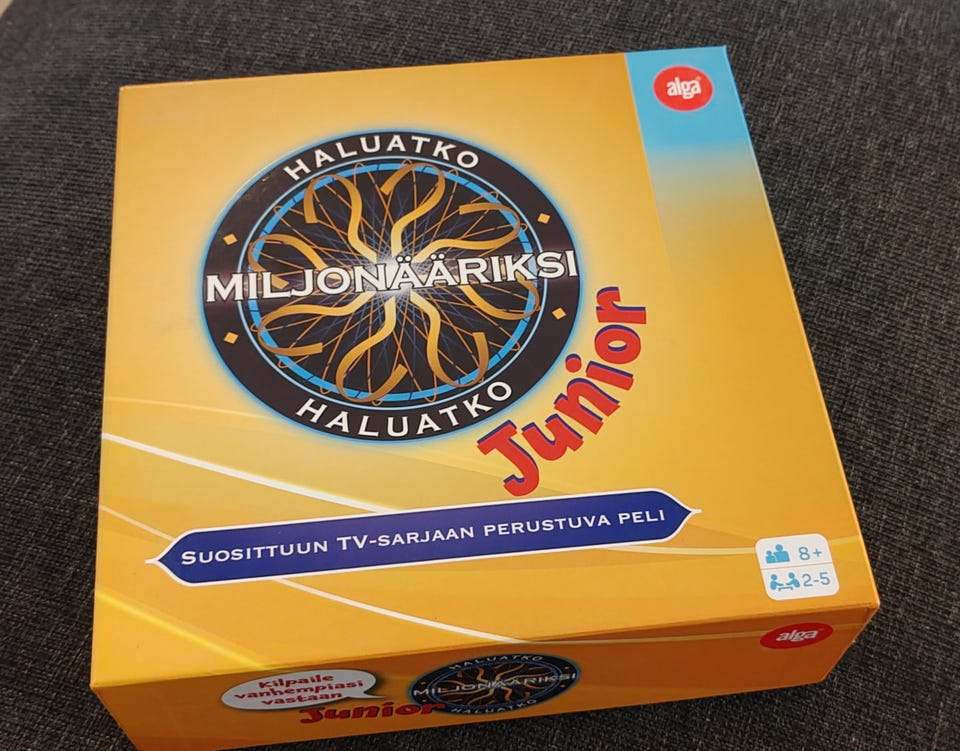 alga
HALUATKO
MILJONÄÄRIKSI
HALUATKO
Junior
SUOSITTUUN TV-SARJAAN PERUSTUVA PELI
8+
2-5
alga
Kilpaile
vanhempiasi
vastaan
Junior
HALUATKO
MILJONÄÄRIKSI
HALUATKO